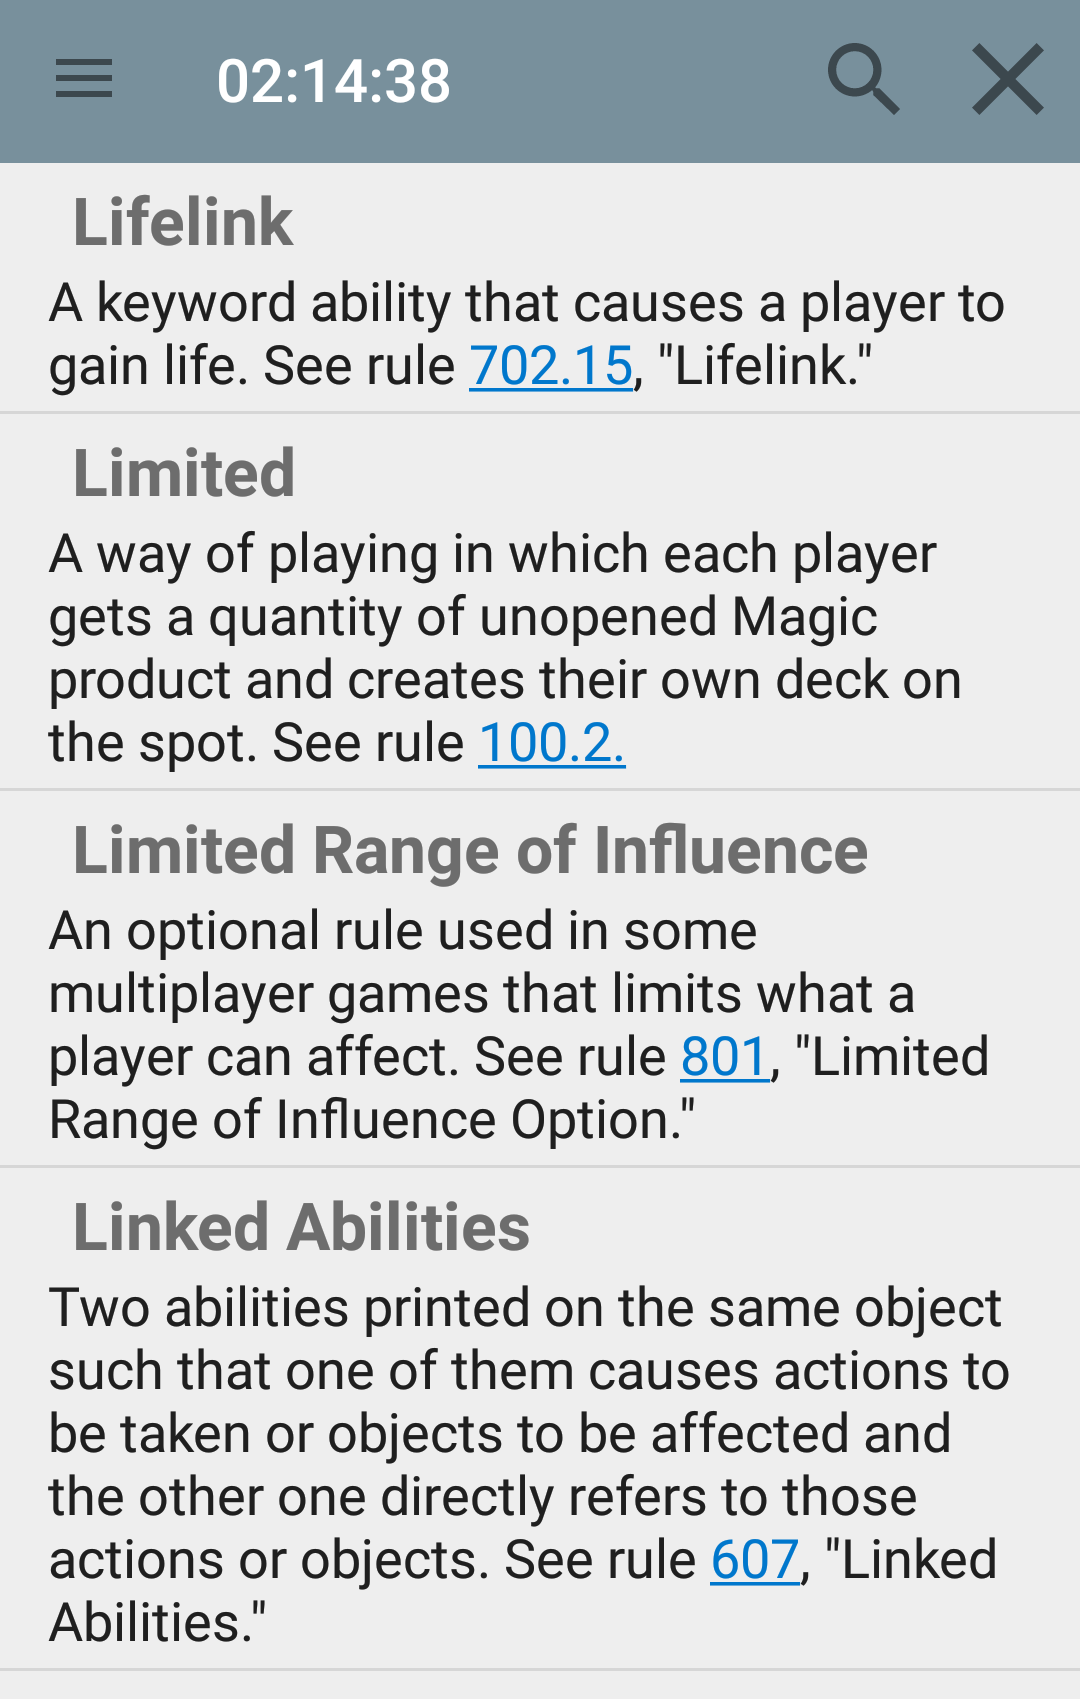 02:14:38
Lifelink
A keyword ability that causes a player to
gain life. See rule 702.15, "Lifelink."
Limited
A way of playing in which each player
gets a quantity of unopened Magic
product and creates their own deck on
the spot. See rule 100.2.
Limited Range of Influence
An optional rule used in some
multiplayer games that limits what a
player can affect. See rule 801, "Limited
Range of Influence Option."
Linked Abilities
Two abilities printed on the same object
such that one of them causes actions to
be taken or objects to be affected and
the other one directly refers to those
actions or objects. See rule 607, "Linked
Abilities."